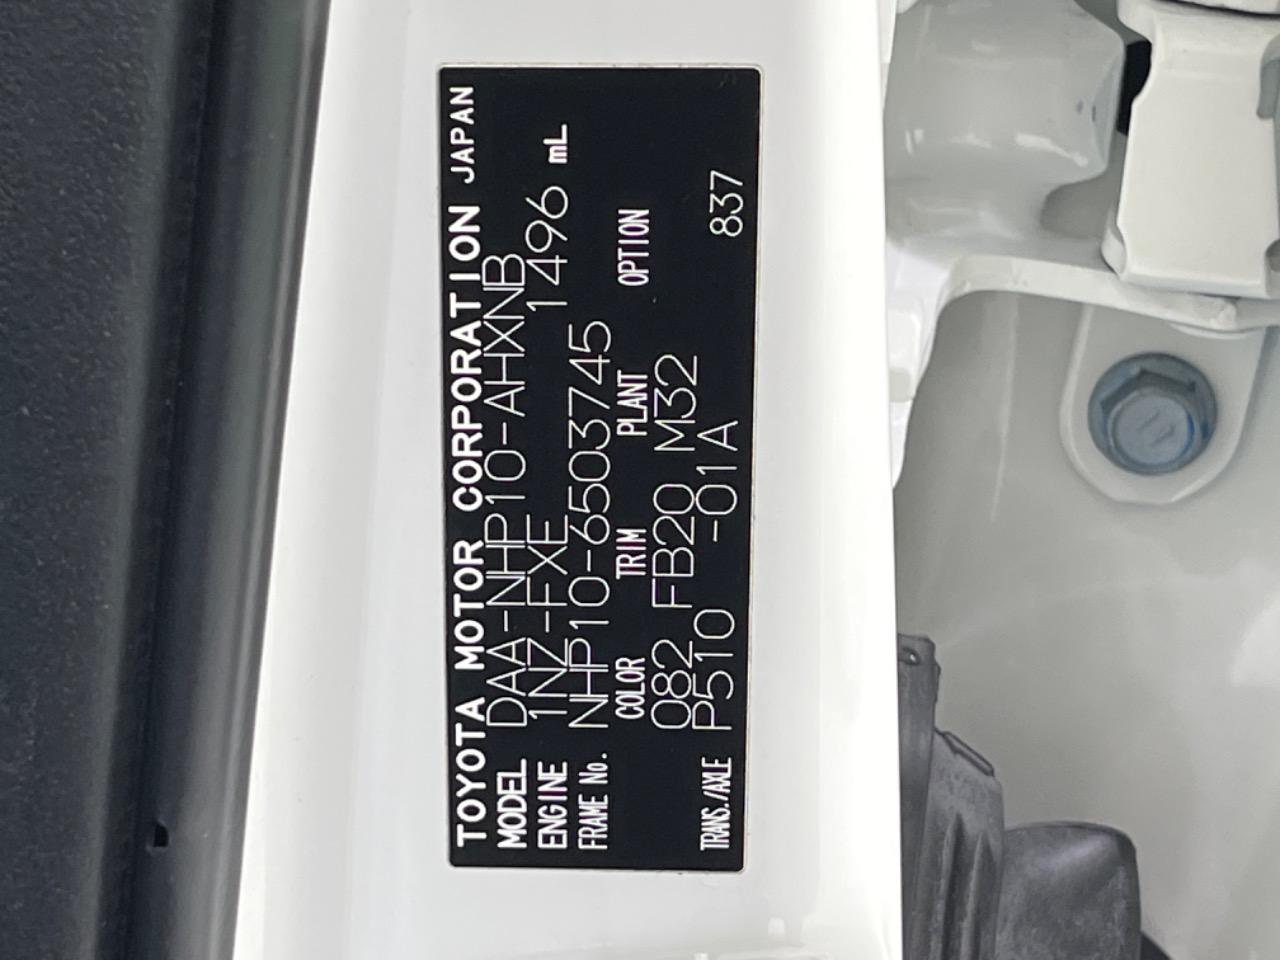 TOYOTA MOTOR CORPORATION JAPAN
MODEL DAA-NHP10-AHXNB
ENGINE 1NZ-FXE 1496 mL
FRAME No. NHP10-6503745
COLOR TRIM PLANT OPTION
082 FB20 M32
TRANS./AXLE P510 -01A 837